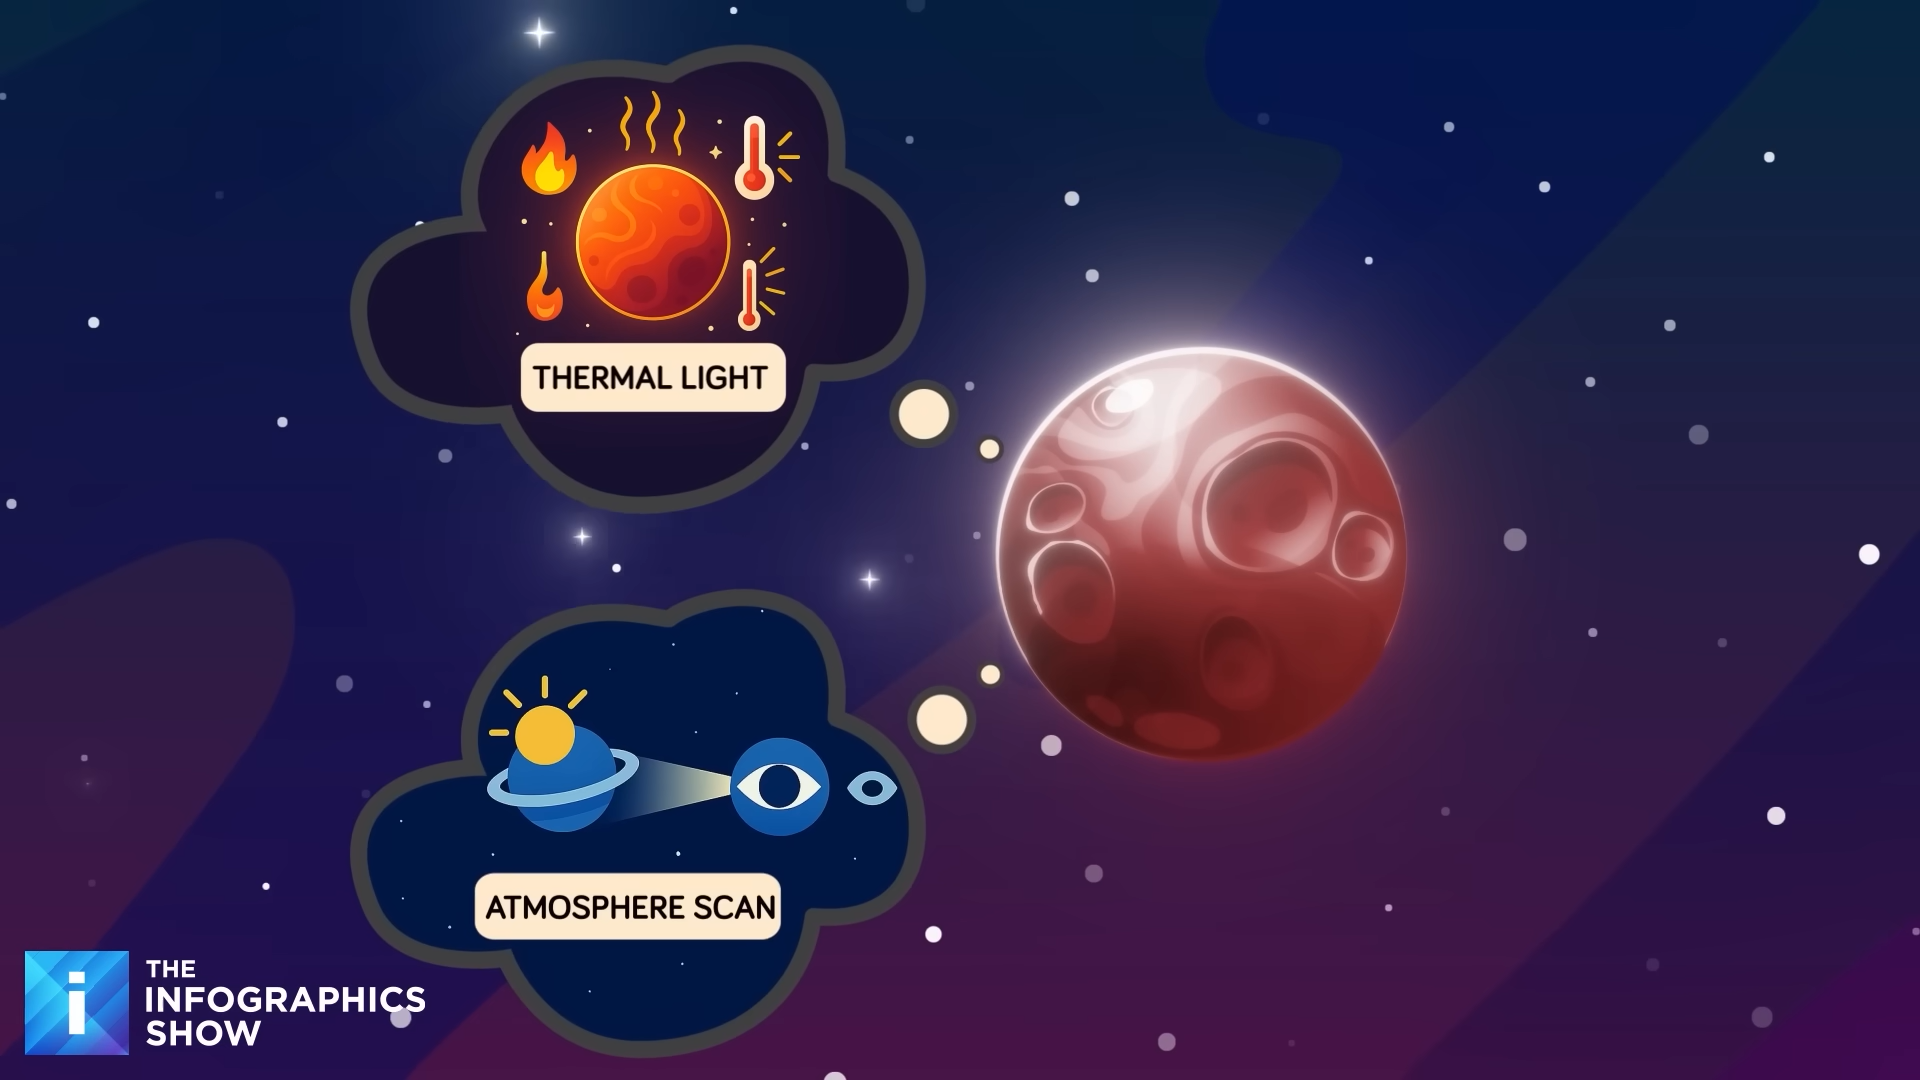 THERMAL LIGHT
ATMOSPHERE SCAN
i
THE
INFOGRAPHICS
SHOW